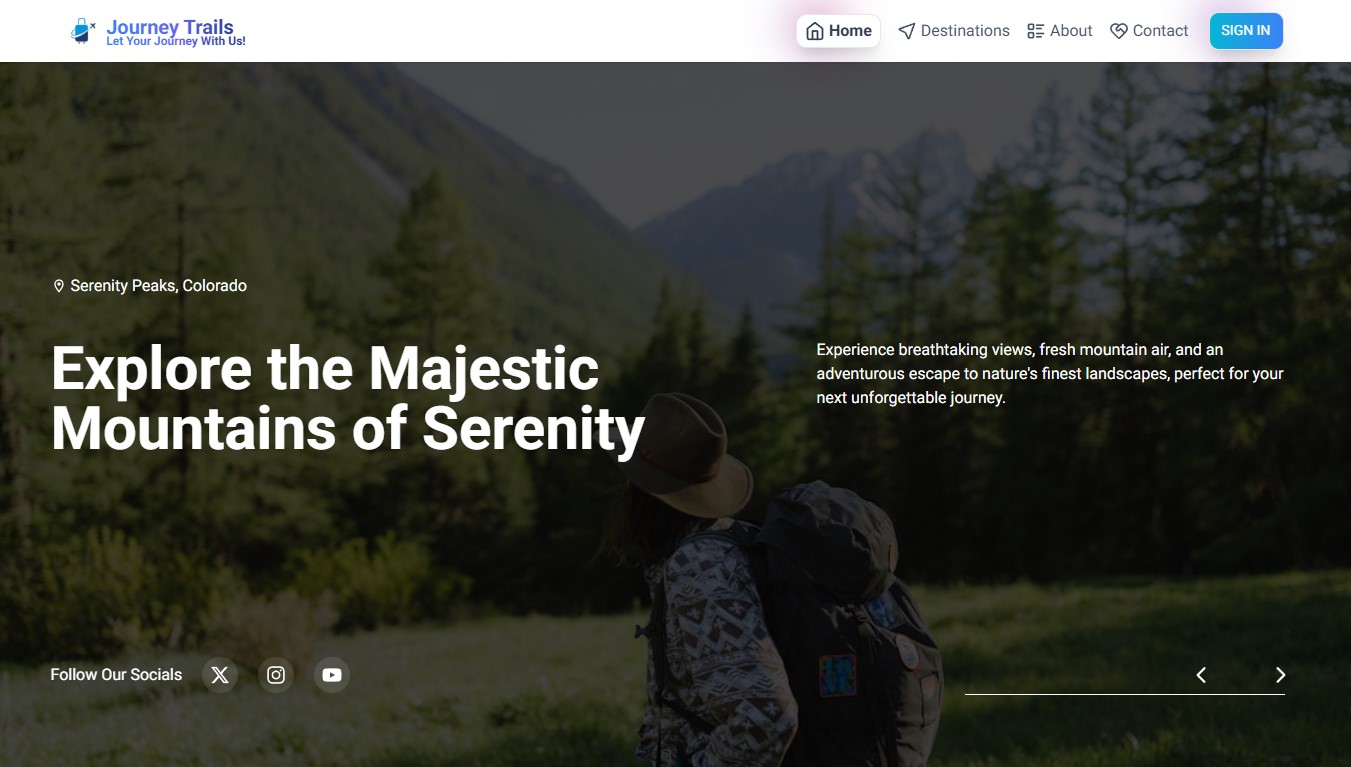 Journey Trails
Let Your Journey With Us!
Home
Destinations
About
Contact
SIGN IN
Serenity Peaks, Colorado
Explore the Majestic
Mountains of Serenity
Experience breathtaking views, fresh mountain air, and an
adventurous escape to nature's finest landscapes, perfect for your
next unforgettable journey.
Follow Our Socials